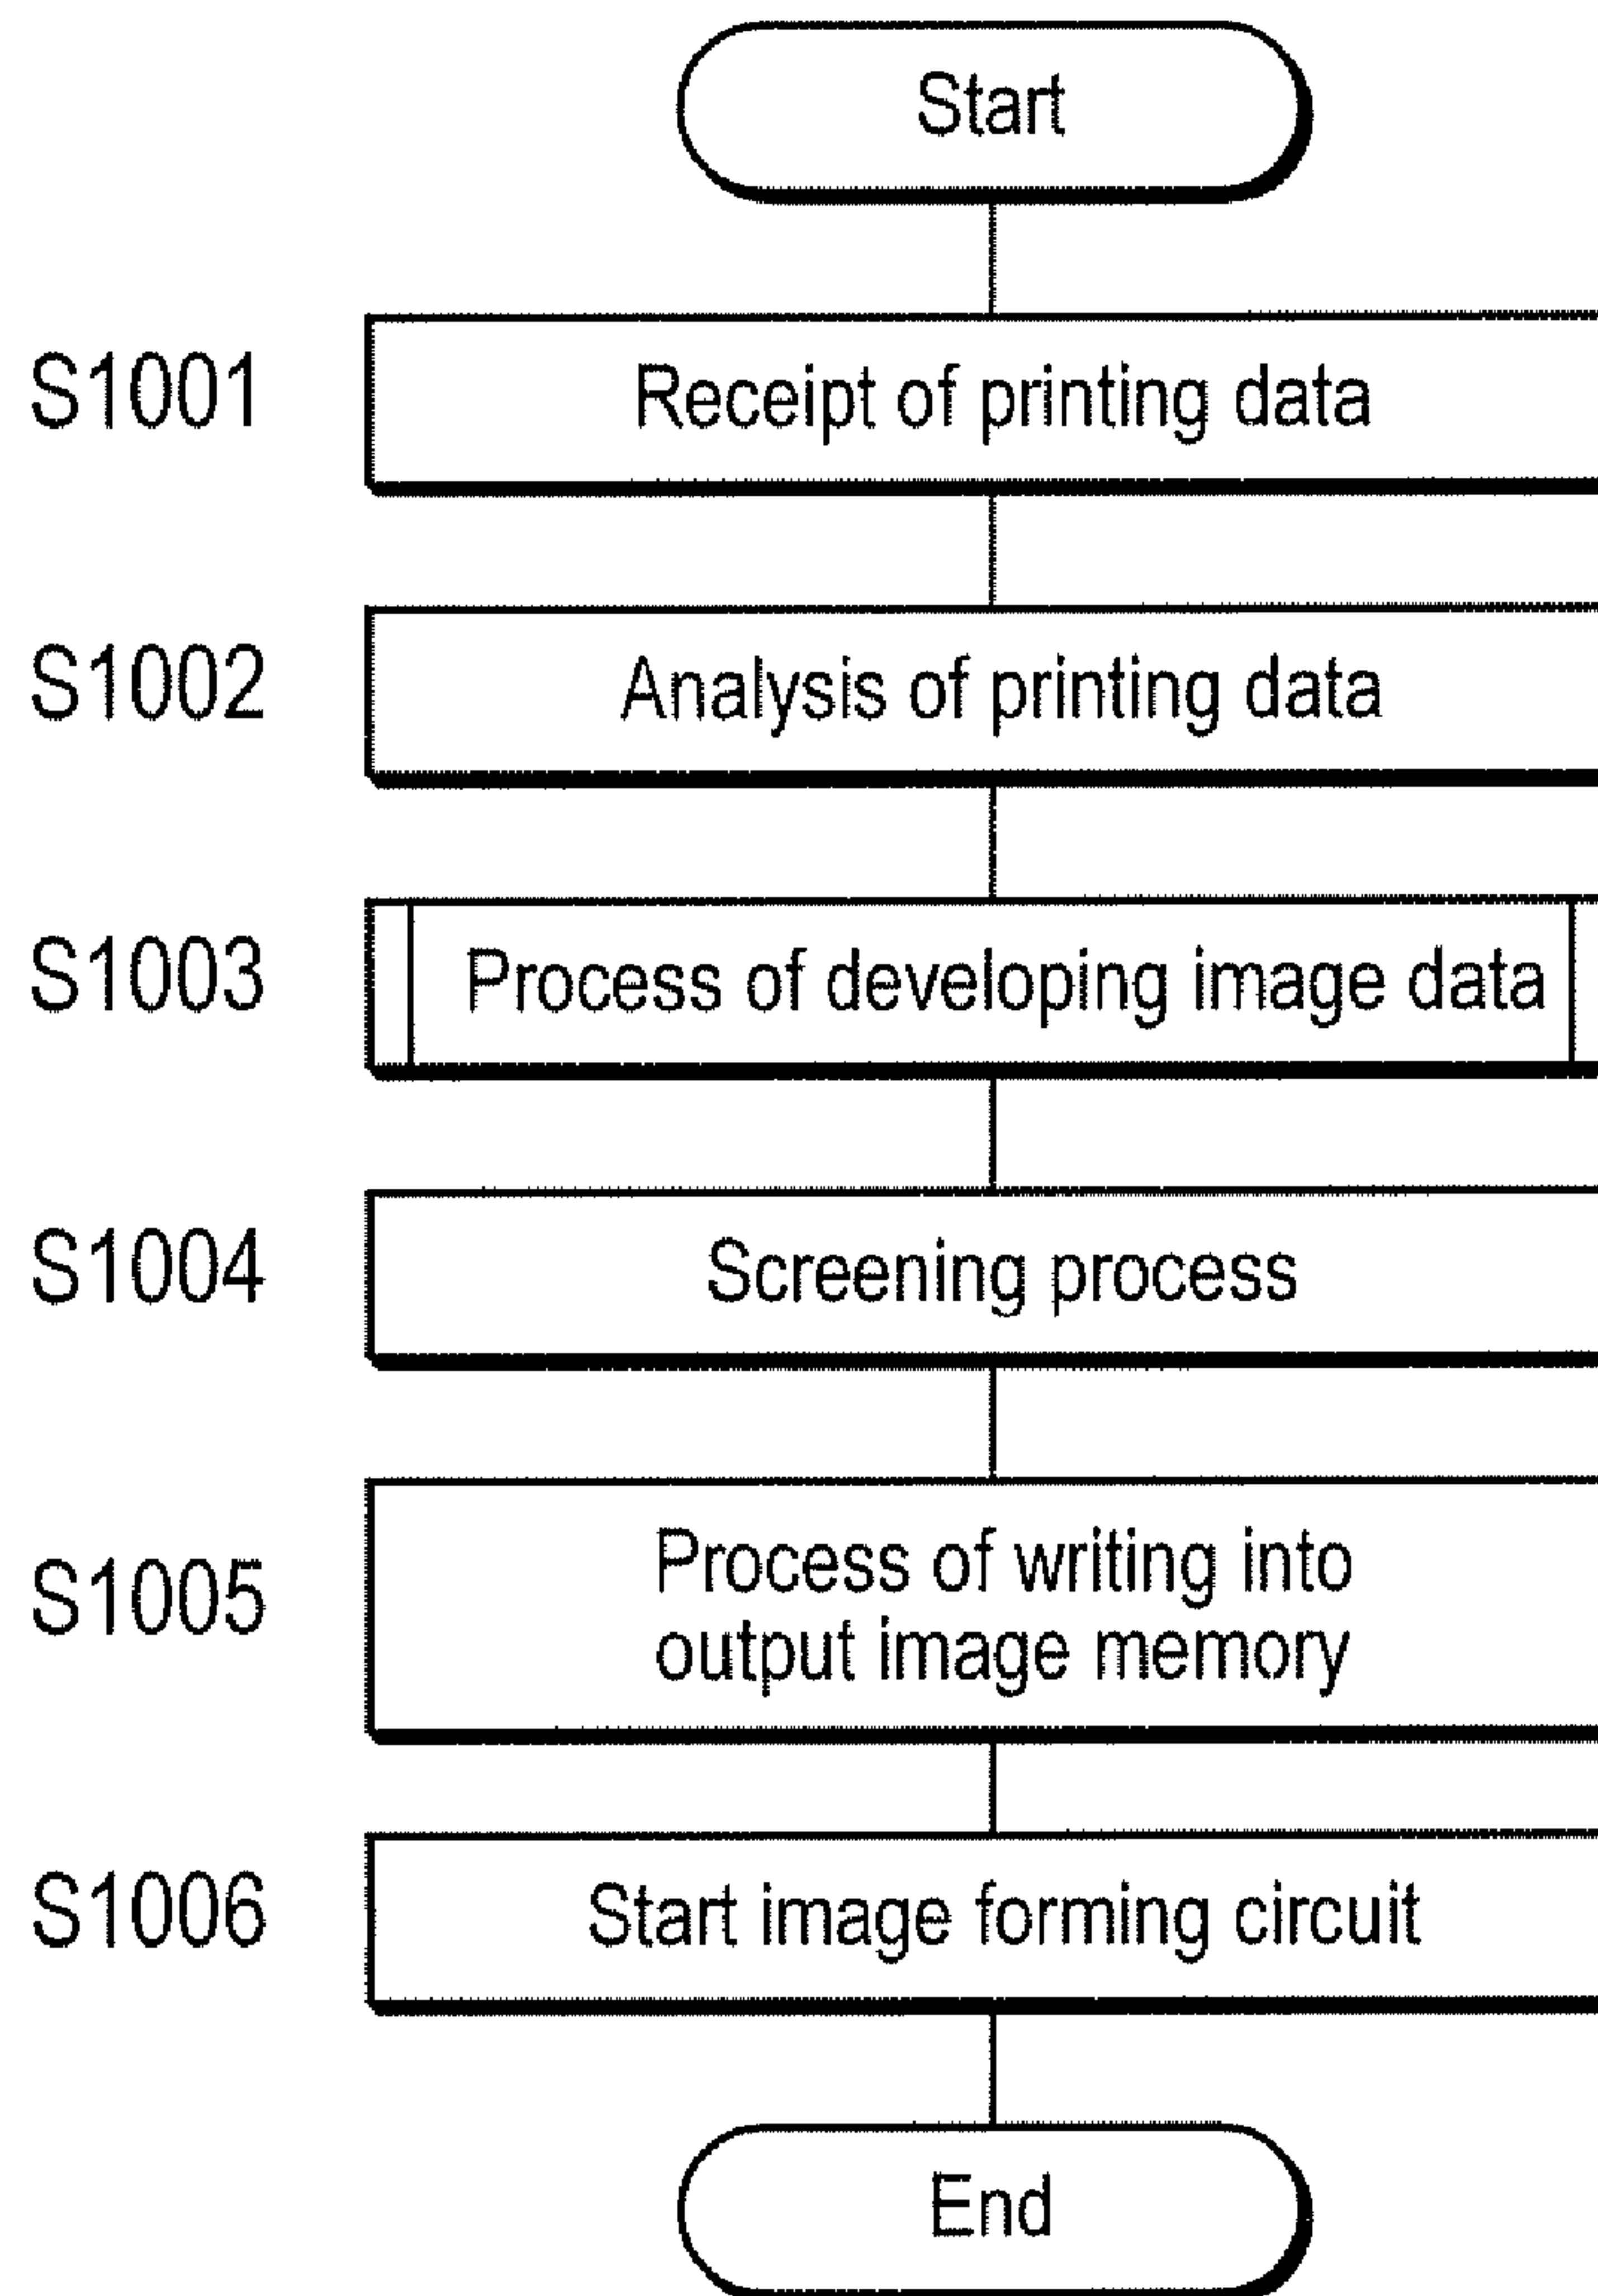 Start
S1001
Receipt of printing data
S1002
Analysis of printing data
S1003
Process of developing image data
S1004
Screening process
S1005
Process of writing into
output image memory
S1006
Start image forming circuit
End